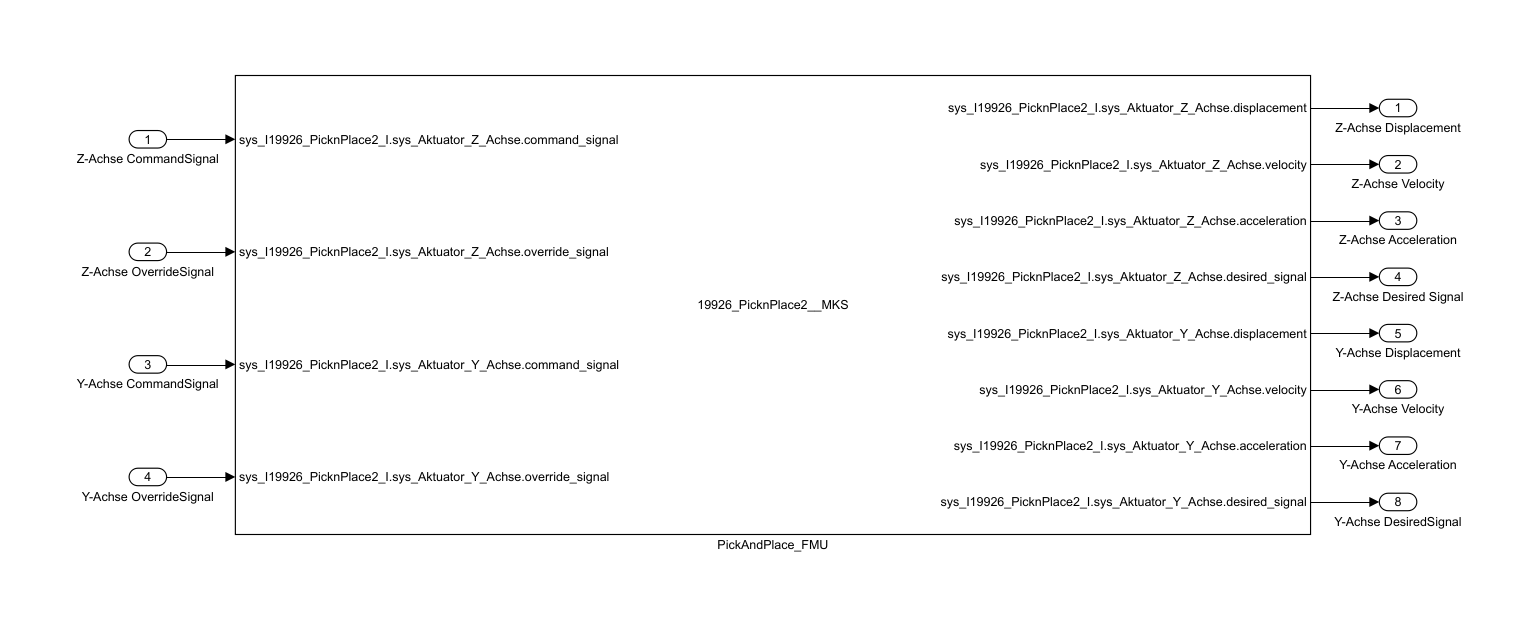 1
Z-Achse CommandSignal
2
Z-Achse OverrideSignal
3
Y-Achse CommandSignal
4
Y-Achse OverrideSignal
sys_I19926_PicknPlace2_I.sys_Aktuator_Z_Achse.command_signal
sys_I19926_PicknPlace2_I.sys_Aktuator_Z_Achse.override_signal
sys_I19926_PicknPlace2_I.sys_Aktuator_Y_Achse.command_signal
sys_I19926_PicknPlace2_I.sys_Aktuator_Y_Achse.override_signal
19926_PicknPlace2__MKS
sys_I19926_PicknPlace2_I.sys_Aktuator_Z_Achse.displacement
sys_I19926_PicknPlace2_I.sys_Aktuator_Z_Achse.velocity
sys_I19926_PicknPlace2_I.sys_Aktuator_Z_Achse.acceleration
sys_I19926_PicknPlace2_I.sys_Aktuator_Z_Achse.desired_signal
sys_I19926_PicknPlace2_I.sys_Aktuator_Y_Achse.displacement
sys_I19926_PicknPlace2_I.sys_Aktuator_Y_Achse.velocity
sys_I19926_PicknPlace2_I.sys_Aktuator_Y_Achse.acceleration
sys_I19926_PicknPlace2_I.sys_Aktuator_Y_Achse.desired_signal
1
Z-Achse Displacement
2
Z-Achse Velocity
3
Z-Achse Acceleration
4
Z-Achse Desired Signal
5
Y-Achse Displacement
6
Y-Achse Velocity
7
Y-Achse Acceleration
8
Y-Achse DesiredSignal
PickAndPlace_FMU